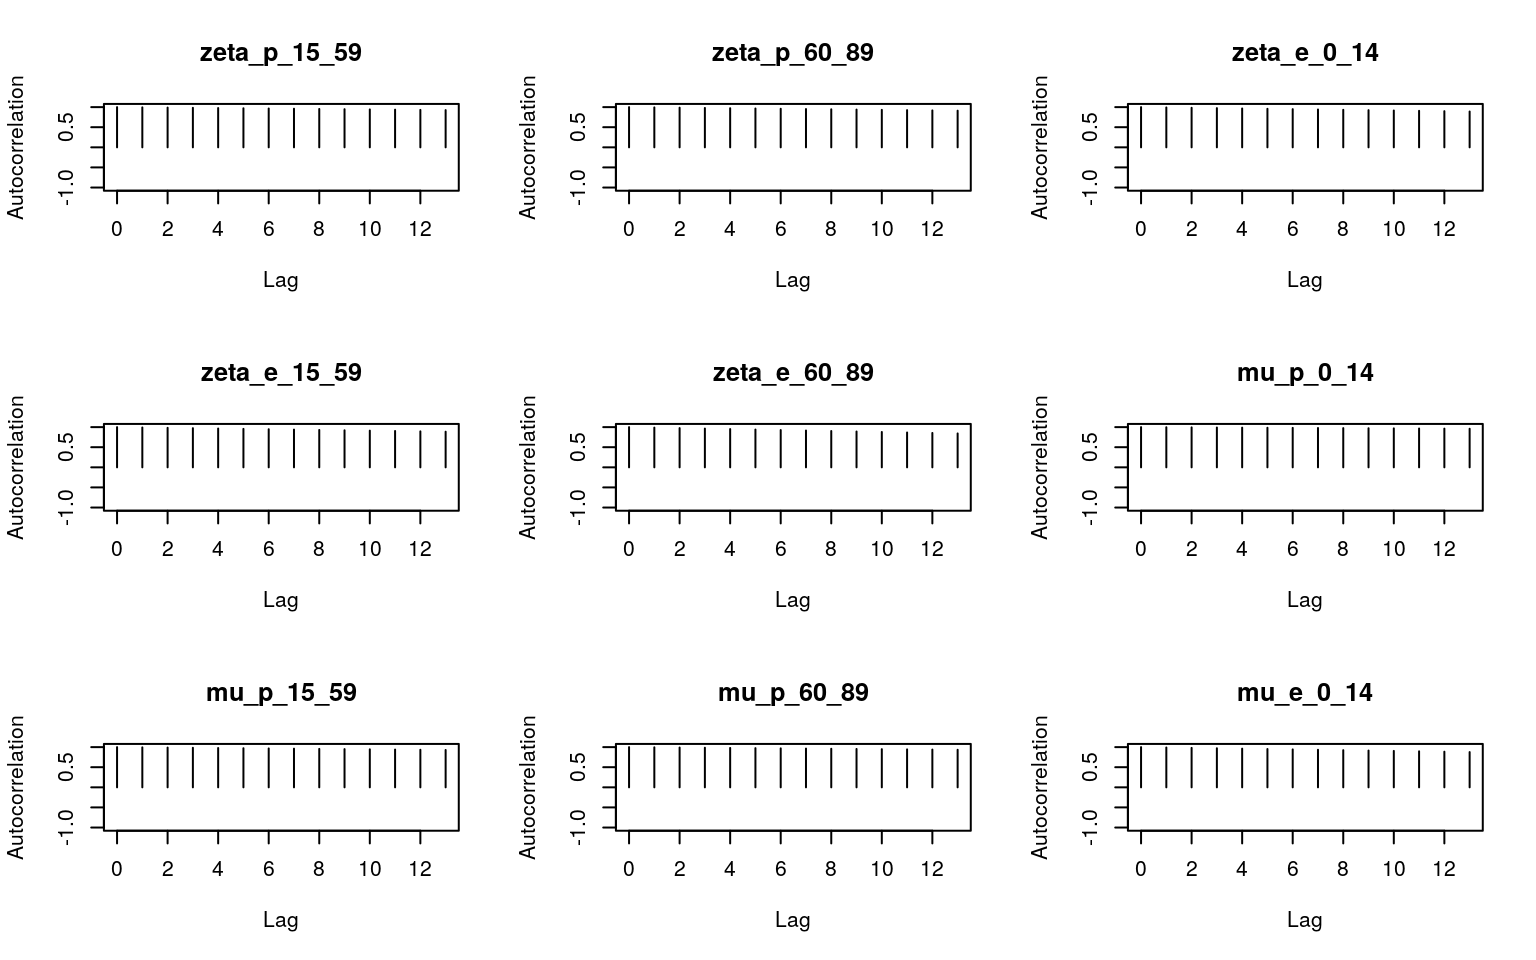 zeta_p_15_59
Autocorrelation
0.5
-1.0
0 2 4 6 8 10 12
Lag
zeta_p_60_89
Autocorrelation
0.5
-1.0
0 2 4 6 8 10 12
Lag
zeta_e_0_14
Autocorrelation
0.5
-1.0
0 2 4 6 8 10 12
Lag
zeta_e_15_59
Autocorrelation
0.5
-1.0
0 2 4 6 8 10 12
Lag
zeta_e_60_89
Autocorrelation
0.5
-1.0
0 2 4 6 8 10 12
Lag
mu_p_0_14
Autocorrelation
0.5
-1.0
0 2 4 6 8 10 12
Lag
mu_p_15_59
Autocorrelation
0.5
-1.0
0 2 4 6 8 10 12
Lag
mu_p_60_89
Autocorrelation
0.5
-1.0
0 2 4 6 8 10 12
Lag
mu_e_0_14
Autocorrelation
0.5
-1.0
0 2 4 6 8 10 12
Lag